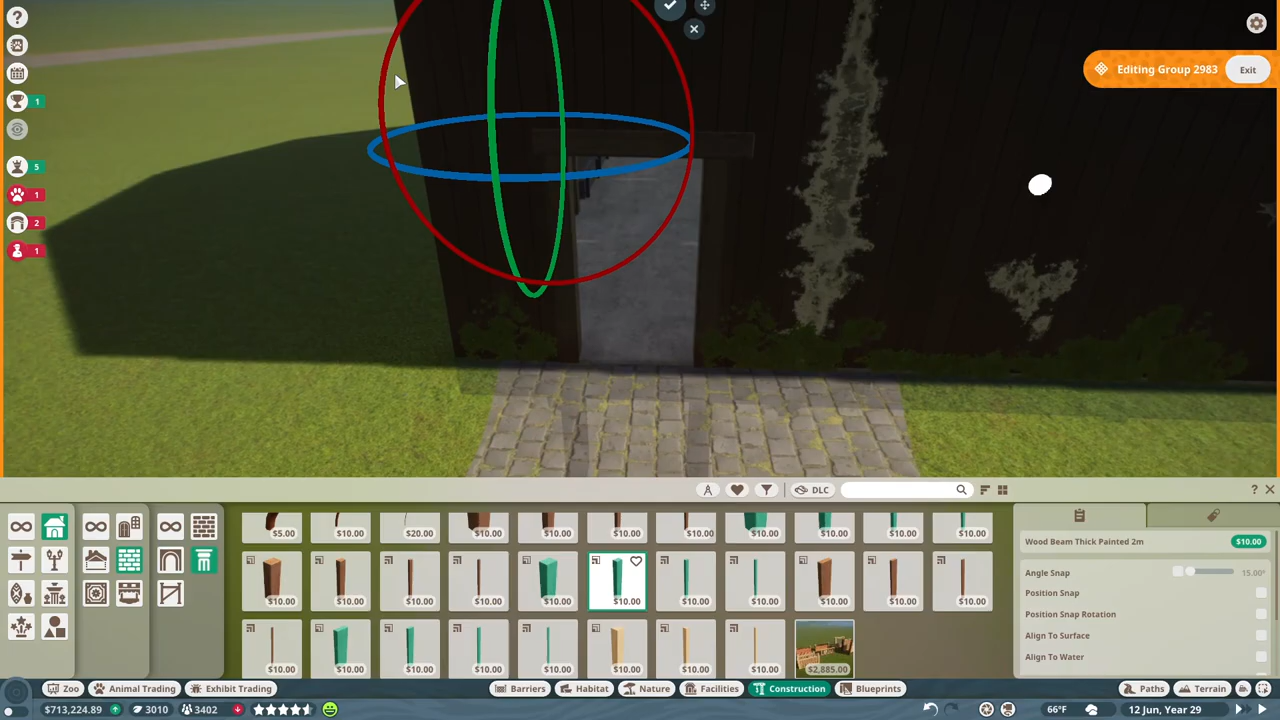 ?
1
5
1
2
1
Editing Group 2983
Exit
DLC
? ×
$5.00 $10.00 $20.00 $10.00 $10.00 $10.00 $10.00 $10.00 $10.00 $10.00 $10.00
$10.00 $10.00 $10.00 $10.00 $10.00 $10.00 $10.00 $10.00 $10.00 $10.00 $10.00
$10.00 $10.00 $10.00 $10.00 $10.00 $10.00 $10.00 $10.00 $2,885.00
Wood Beam Thick Painted 2m $10.00
Angle Snap 15.00°
Position Snap
Position Snap Rotation
Align To Surface
Align To Water
Zoo Animal Trading Exhibit Trading Barriers Habitat Nature Facilities Construction Blueprints Paths Terrain
$713,224.89 3010 3402 66°F 12 Jun, Year 29